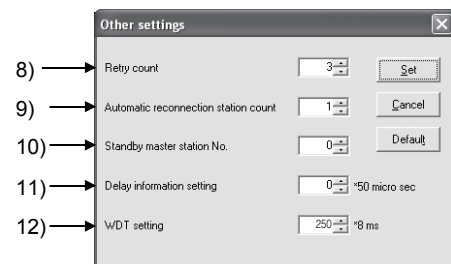 Other settings
8) Retry count 3 Set
9) Automatic reconnection station count 1 Cancel
10) Standby master station No. 0 Default
11) Delay information setting 0 *50 micro sec
12) WDT setting 250 *8 ms